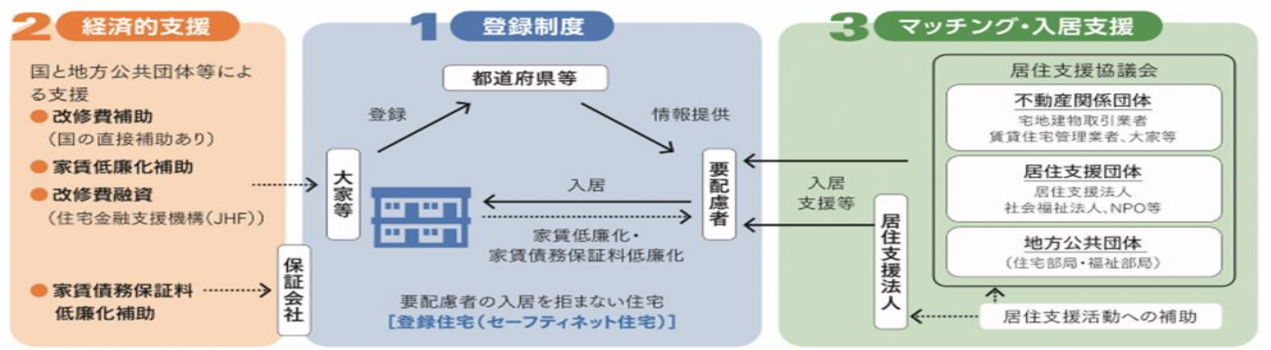 2 経済的支援
国と地方公共団体等によ
る支援
● 改修費補助
（国の直接補助あり）
● 家賃低廉化補助
● 改修費融資
（住宅金融支援機構（JHF））
● 家賃債務保証料
低廉化補助
保証会社
1 登録制度
都道府県等
登録
情報提供
大家等
要配慮者
入居
家賃低廉化・
家賃債務保証料低廉化
要配慮者の入居を拒まない住宅
［登録住宅（セーフティネット住宅）］
3 マッチング・入居支援
入居
支援等
居住支援法人
居住支援協議会
不動産関係団体
宅地建物取引業者
賃貸住宅管理業者、大家等
居住支援団体
居住支援法人
社会福祉法人、NPO等
地方公共団体
（住宅部局・福祉部局）
居住支援活動への補助